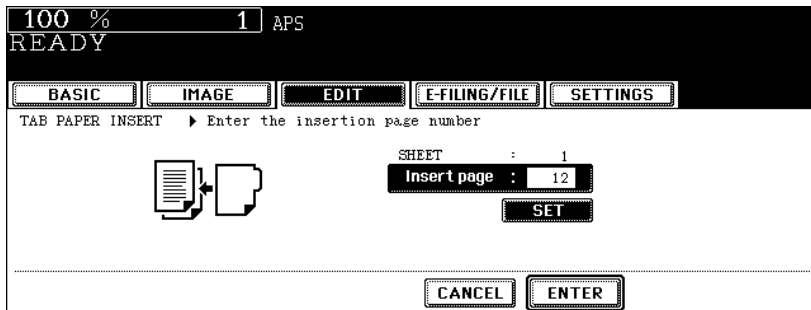 100 % 1 APS
READY
BASIC IMAGE EDIT E-FILING/FILE SETTINGS
TAB PAPER INSERT ▶ Enter the insertion page number
SHEET : 1
Insert page : 12
SET
CANCEL ENTER